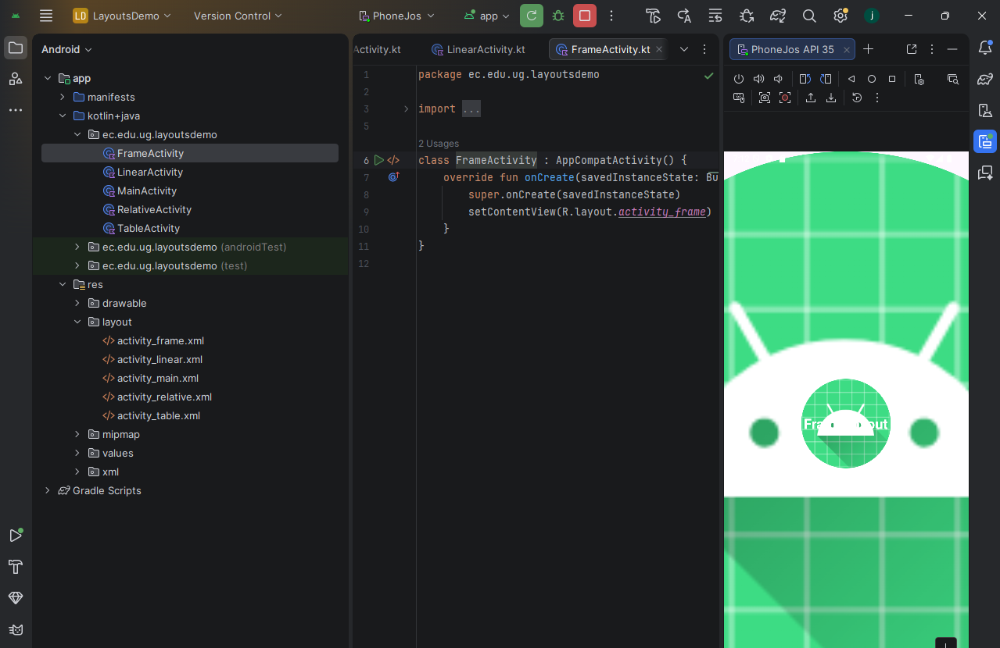 LD LayoutsDemo Version Control PhoneJos app j
Android
Activity.kt LinearActivity.kt FrameActivity.kt
PhoneJos API 35
app
manifests
kotlin+java
ec.edu.ug.layoutsdemo
FrameActivity
LinearActivity
MainActivity
RelativeActivity
TableActivity
ec.edu.ug.layoutsdemo (androidTest)
ec.edu.ug.layoutsdemo (test)
res
drawable
layout
activity_frame.xml
activity_linear.xml
activity_main.xml
activity_relative.xml
activity_table.xml
mipmap
values
xml
Gradle Scripts
1 package ec.edu.ug.layoutsdemo
2
3 import ...
5
2 Usages
6 class FrameActivity : AppCompatActivity() {
7 override fun onCreate(savedInstanceState: Bu
8 super.onCreate(savedInstanceState)
9 setContentView(R.layout.activity_frame)
10 }
11 }
12